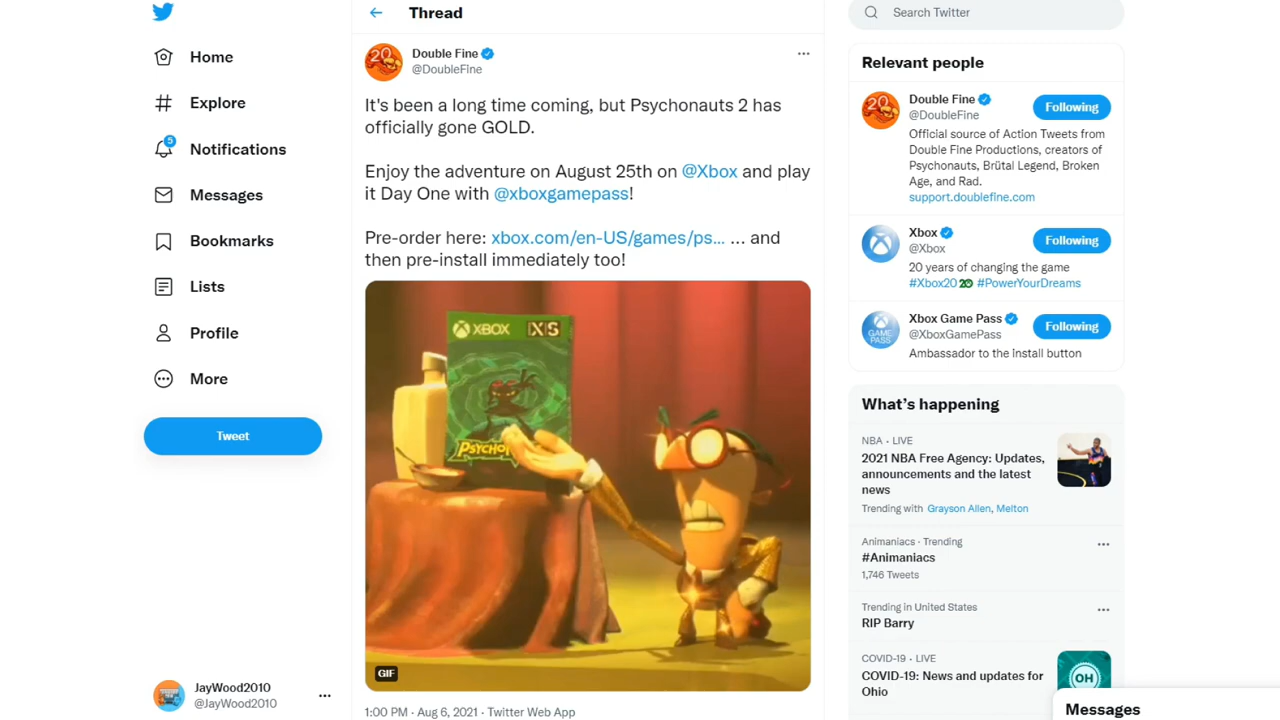 Home
Explore
5
Notifications
Messages
Bookmarks
Lists
Profile
More
Tweet
JayWood2010
@JayWood2010
Thread
20
Double Fine
@DoubleFine
It's been a long time coming, but Psychonauts 2 has
officially gone GOLD.
Enjoy the adventure on August 25th on @Xbox and play
it Day One with @xboxgamepass!
Pre-order here: xbox.com/en-US/games/ps... ... and
then pre-install immediately too!
XBOX X|S
PSYCHO
GIF
1:00 PM · Aug 6, 2021 · Twitter Web App
Search Twitter
Relevant people
20
Double Fine
@DoubleFine
Following
Official source of Action Tweets from
Double Fine Productions, creators of
Psychonauts, Brütal Legend, Broken
Age, and Rad.
support.doublefine.com
Xbox
@Xbox
Following
20 years of changing the game
#Xbox20 20 #PowerYourDreams
GAME
PASS
Xbox Game Pass
@XboxGamePass
Following
Ambassador to the install button
What's happening
NBA · LIVE
2021 NBA Free Agency: Updates,
announcements and the latest
news
Trending with Grayson Allen, Melton
Animaniacs · Trending
#Animaniacs
1,746 Tweets
Trending in United States
RIP Barry
COVID-19 · LIVE
COVID-19: News and updates for
Ohio
OH
Messages